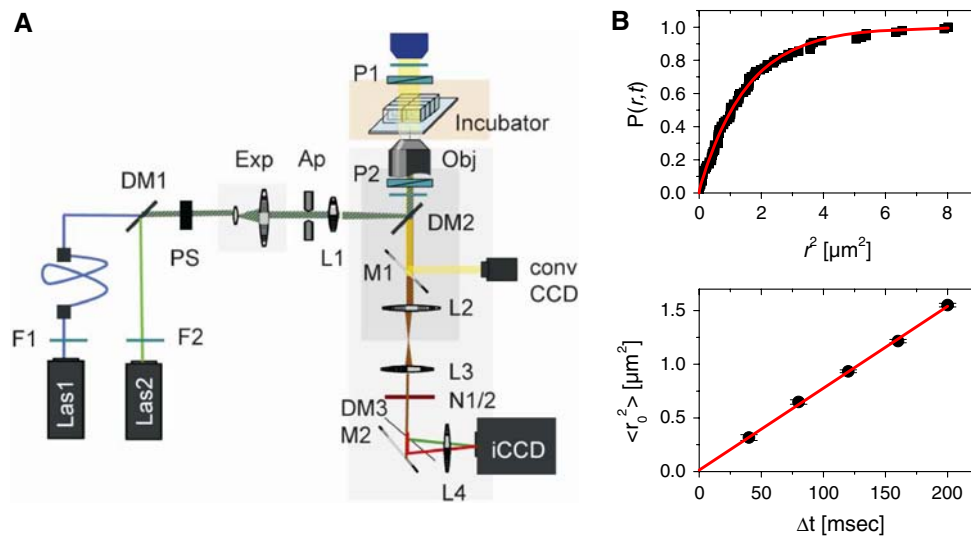 A
P1
Incubator
Exp
Ap
P2
Obj
DM1
DM2
PS
L1
M1
conv
CCD
L2
F1
F2
L3
N1/2
Las1
Las2
DM3
M2
iCCD
L4
B
1.0
0.8
0.6
0.4
0.2
0.0
P(r,t)
0 2 4 6 8
r² [µm²]
1.5
1.0
0.5
0.0
<r₀²> [µm²]
0 50 100 150 200
Δt [msec]